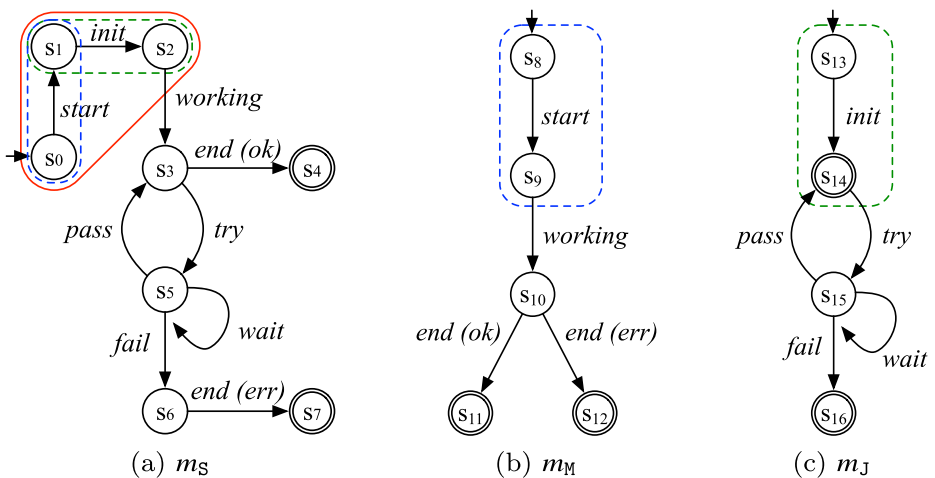 s1 init s2
start
working
s0
s3 end (ok) s4
pass try
s5
wait
fail
s6 end (err) s7
(a) mS
s8
start
s9
working
s10
end (ok) end (err)
s11 s12
(b) mM
s13
init
s14
pass try
s15
fail wait
s16
(c) mJ